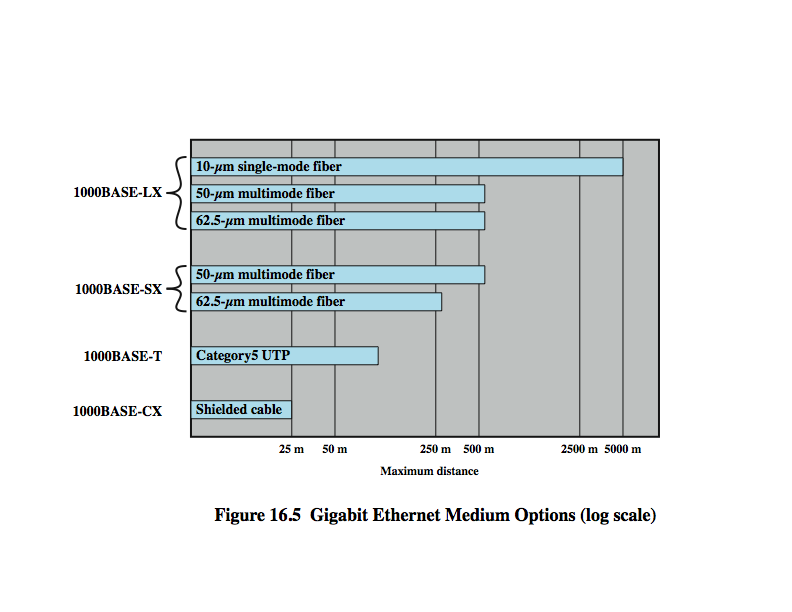 10-μm single-mode fiber
1000BASE-LX
50-μm multimode fiber
62.5-μm multimode fiber
50-μm multimode fiber
1000BASE-SX
62.5-μm multimode fiber
1000BASE-T
Category5 UTP
1000BASE-CX
Shielded cable
25 m 50 m 250 m 500 m 2500 m 5000 m
Maximum distance
Figure 16.5 Gigabit Ethernet Medium Options (log scale)